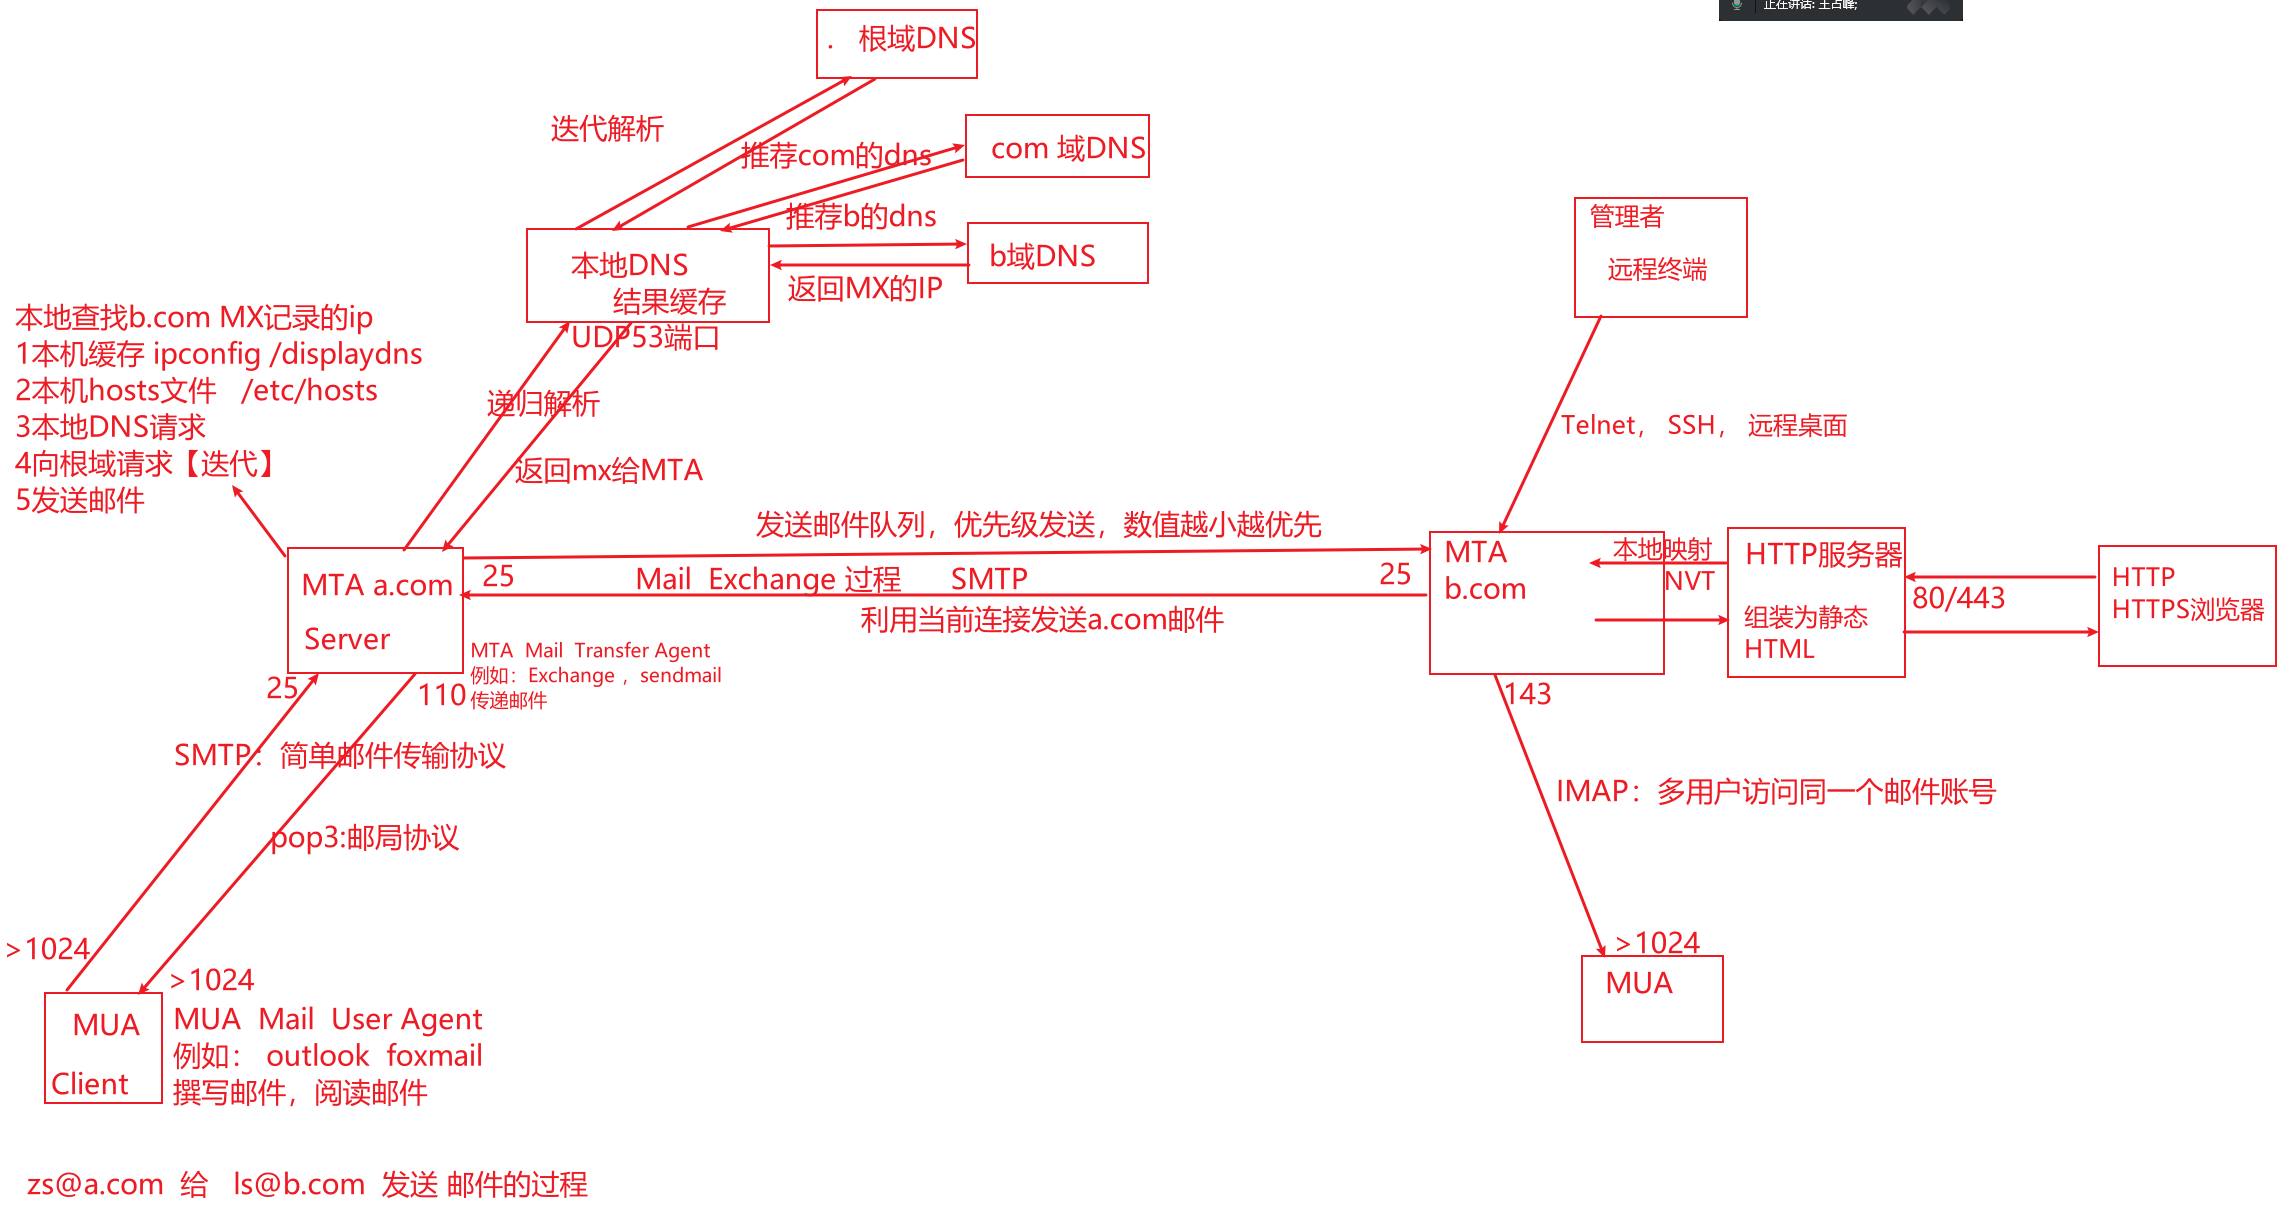 正在讲话: 王占峰;
. 根域DNS
迭代解析
推荐com的dns
com 域DNS
推荐b的dns
b域DNS
返回MX的IP
本地DNS
结果缓存
UDP53端口
管理者
远程终端
本地查找b.com MX记录的ip
1本机缓存 ipconfig /displaydns
2本机hosts文件 /etc/hosts
3本地DNS请求
4向根域请求【迭代】
5发送邮件
递归解析
返回mx给MTA
Telnet， SSH， 远程桌面
发送邮件队列，优先级发送，数值越小越优先
MTA a.com
Server
25
Mail Exchange 过程 SMTP
25
利用当前连接发送a.com邮件
MTA
b.com
本地映射
NVT
HTTP服务器
组装为静态
HTML
80/443
HTTP
HTTPS浏览器
MTA Mail Transfer Agent
例如：Exchange ，sendmail
传递邮件
25
110
143
SMTP：简单邮件传输协议
pop3:邮局协议
IMAP：多用户访问同一个邮件账号
>1024
>1024
>1024
MUA
Client
MUA Mail User Agent
例如： outlook foxmail
撰写邮件，阅读邮件
MUA
zs@a.com 给 ls@b.com 发送 邮件的过程